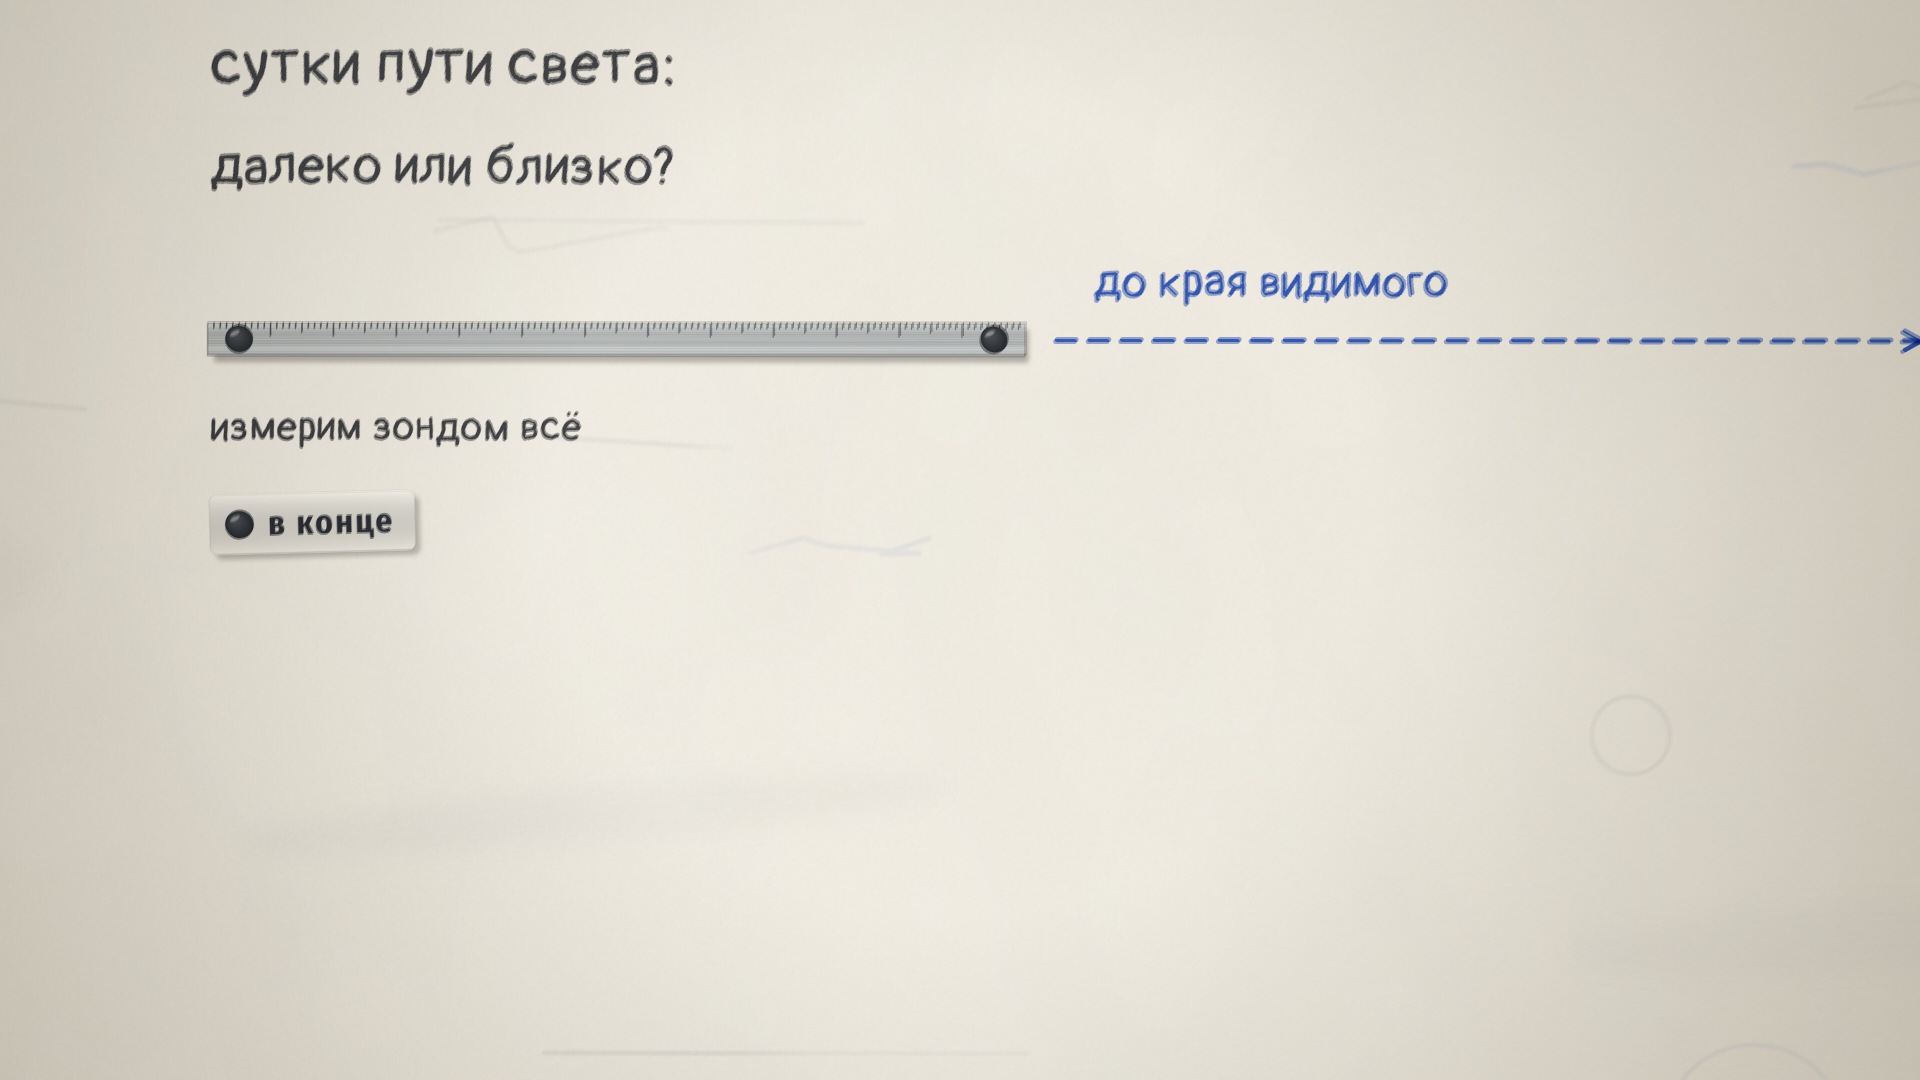 сутки пути света:
далеко или близко?
до края видимого
измерим зондом всё
в конце